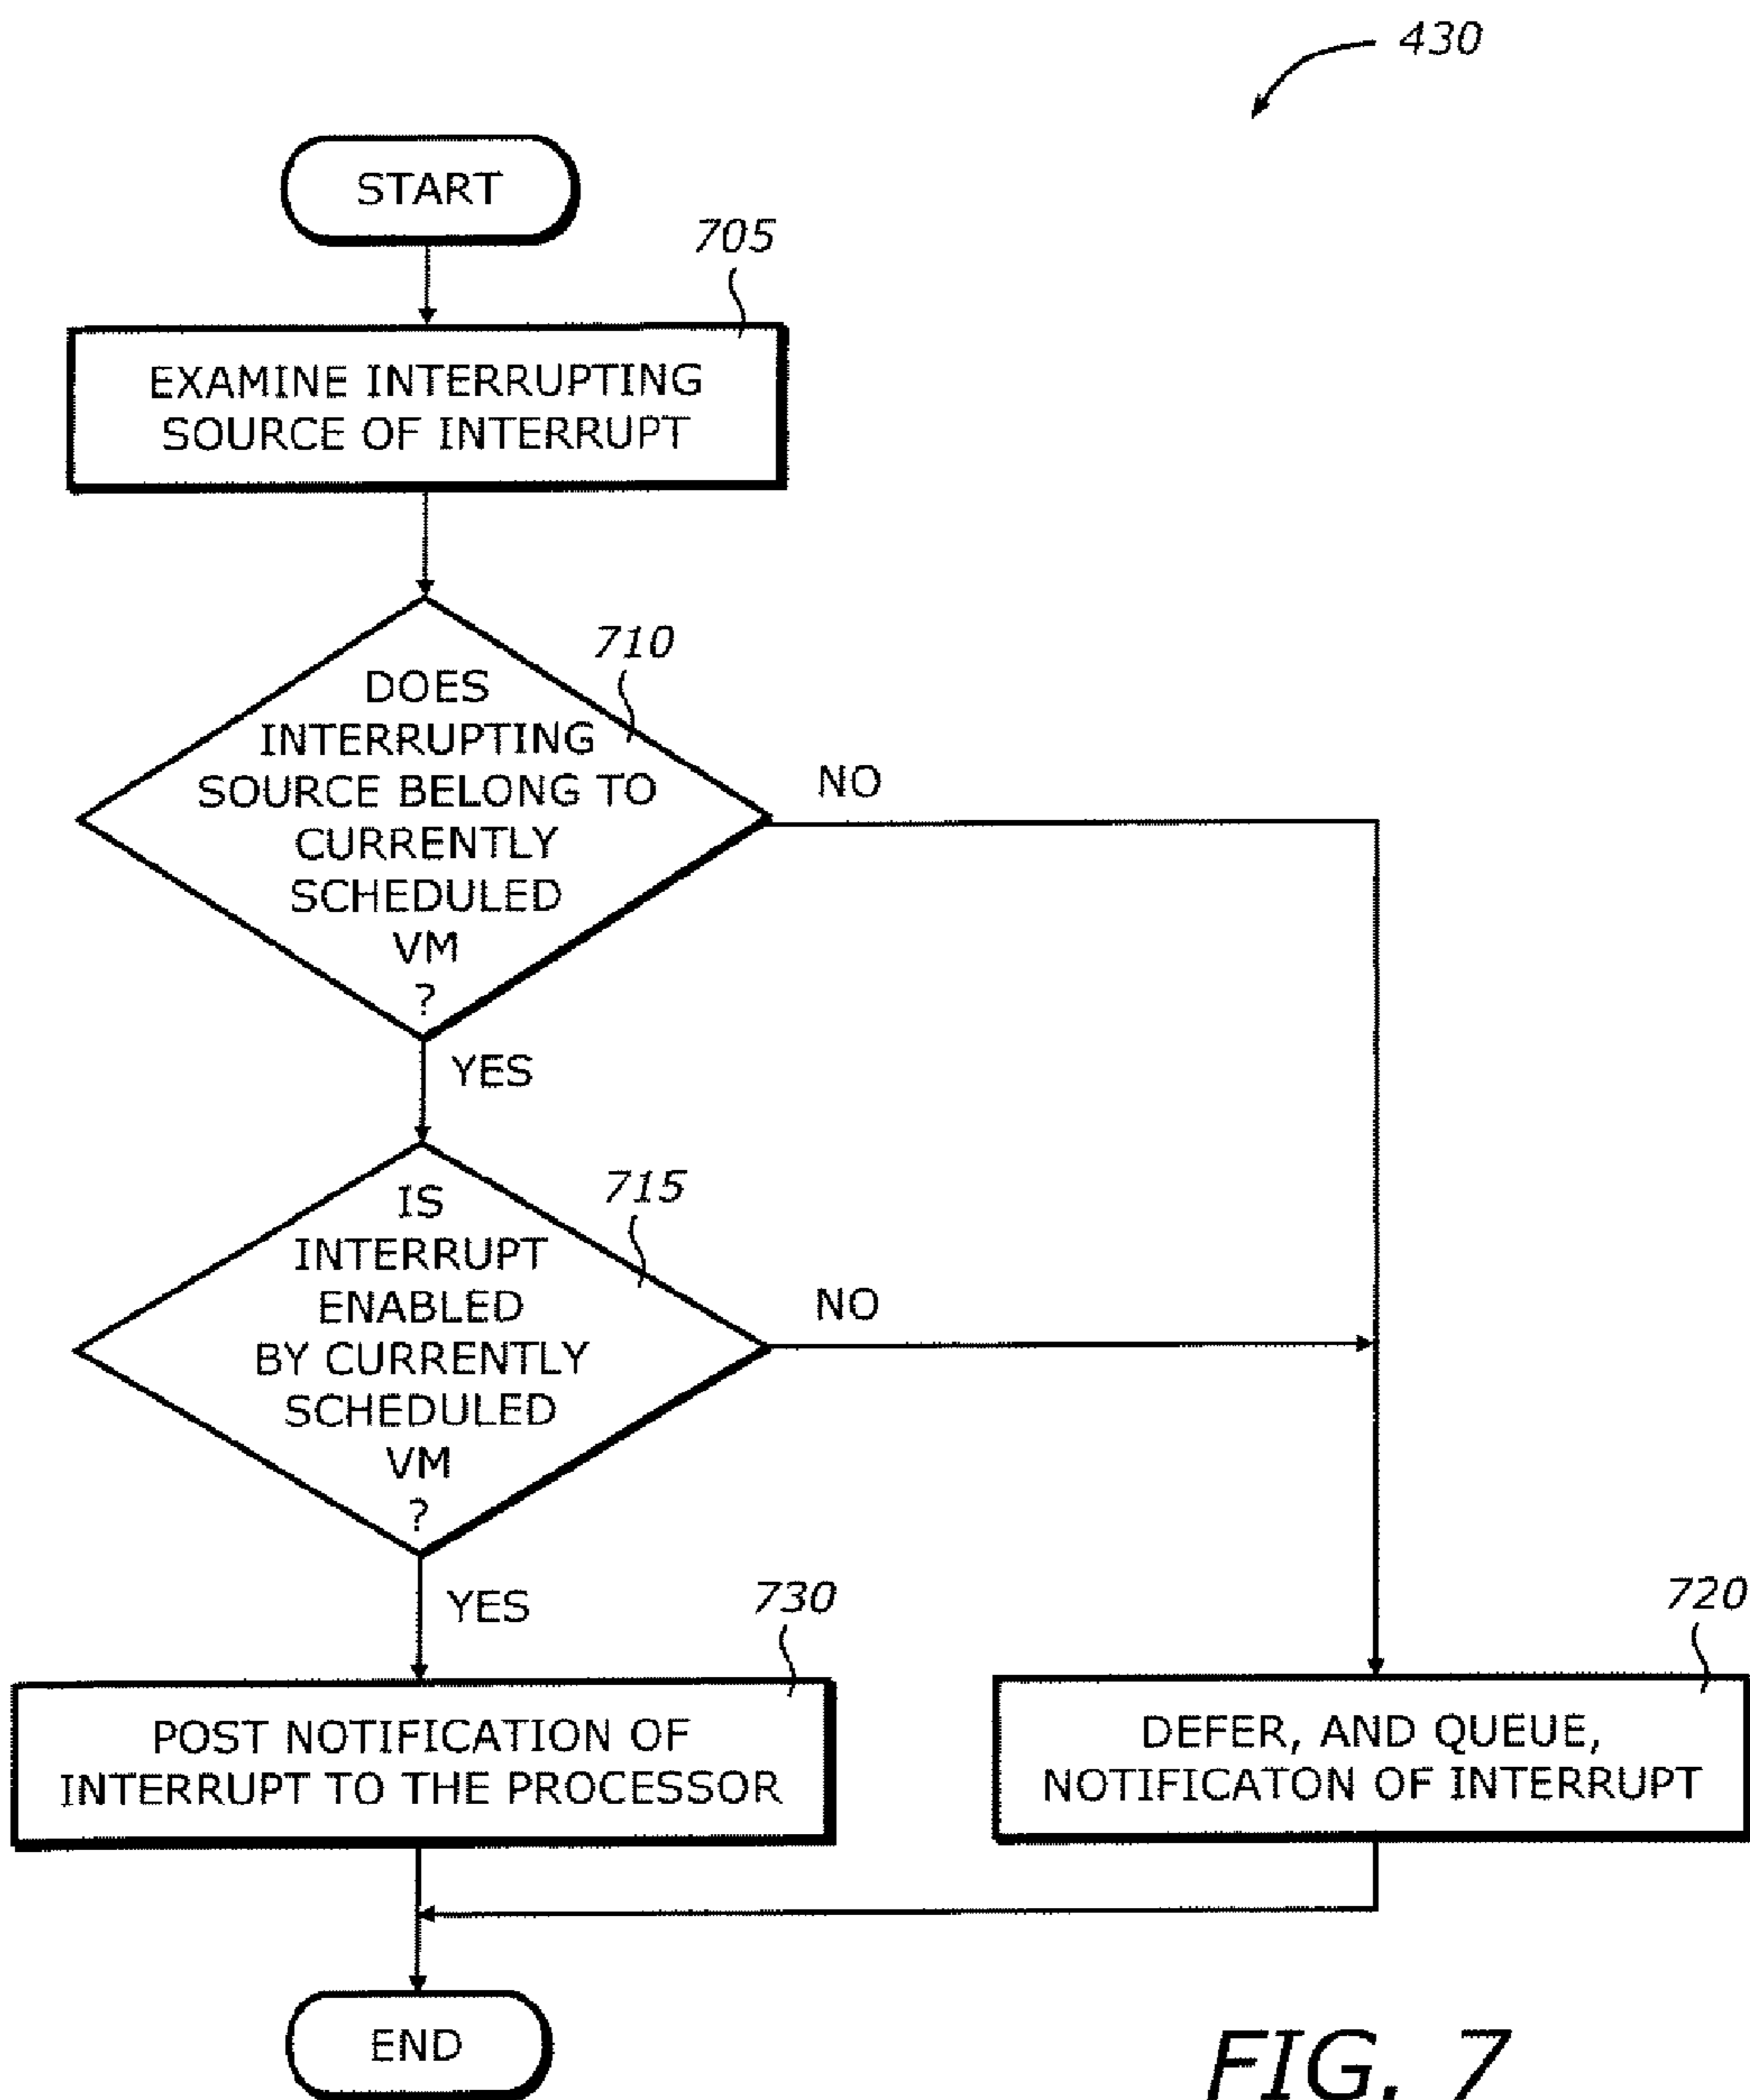 430
START
705
EXAMINE INTERRUPTING
SOURCE OF INTERRUPT
710
DOES
INTERRUPTING
SOURCE BELONG TO
CURRENTLY
SCHEDULED
VM
?
NO
YES
715
IS
INTERRUPT
ENABLED
BY CURRENTLY
SCHEDULED
VM
?
NO
YES
730
POST NOTIFICATION OF
INTERRUPT TO THE PROCESSOR
720
DEFER, AND QUEUE,
NOTIFICATON OF INTERRUPT
END
FIG. 7